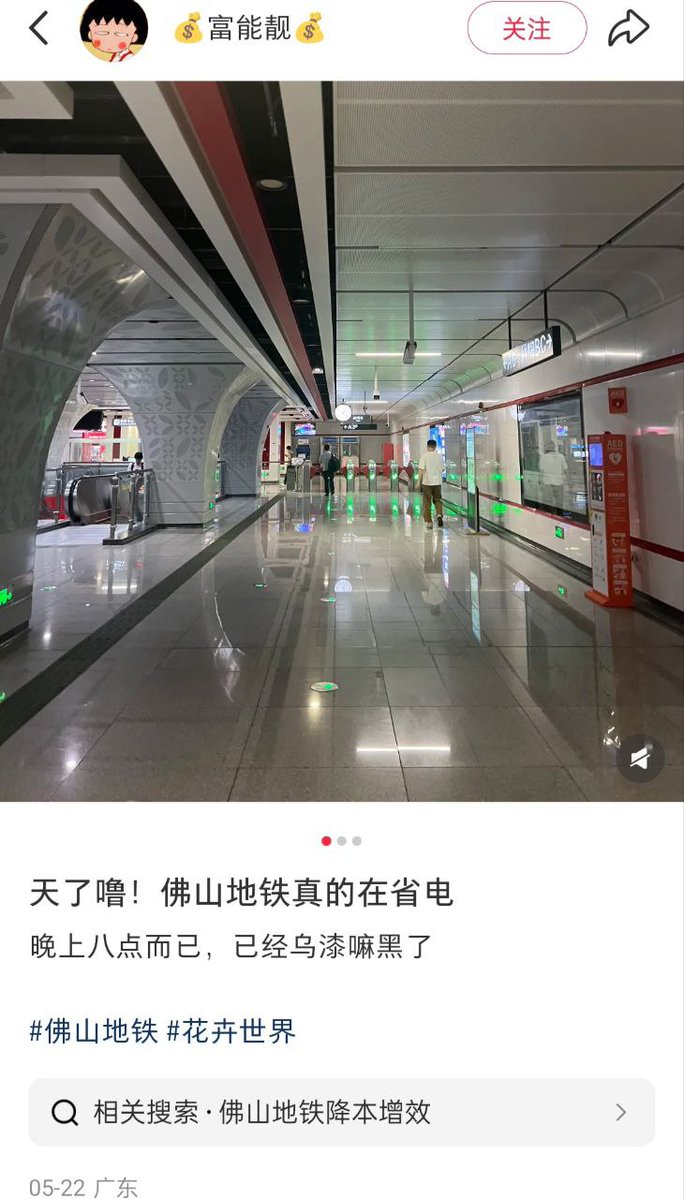 💰富能靓💰
关注
AED
AED
天了噜！佛山地铁真的在省电
晚上八点而已，已经乌漆嘛黑了
#佛山地铁 #花卉世界
相关搜索·佛山地铁降本增效
05-22 广东